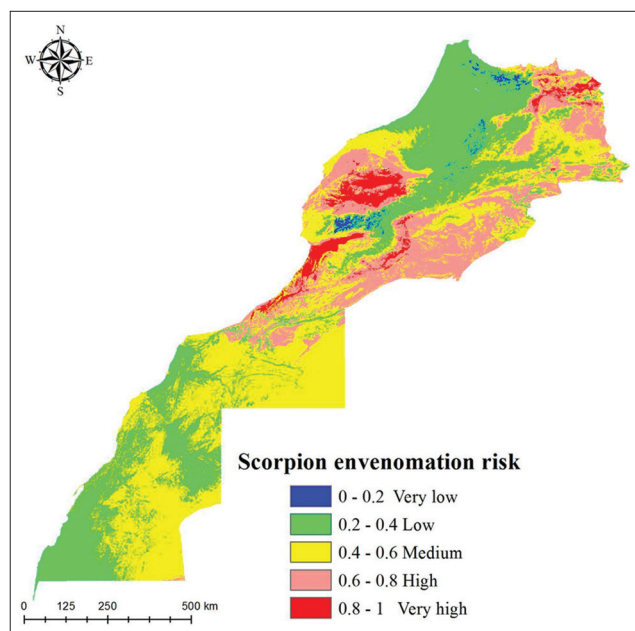 N
W E
S
Scorpion envenomation risk
0 - 0.2 Very low
0.2 - 0.4 Low
0.4 - 0.6 Medium
0.6 - 0.8 High
0.8 - 1 Very high
0 125 250 500 km